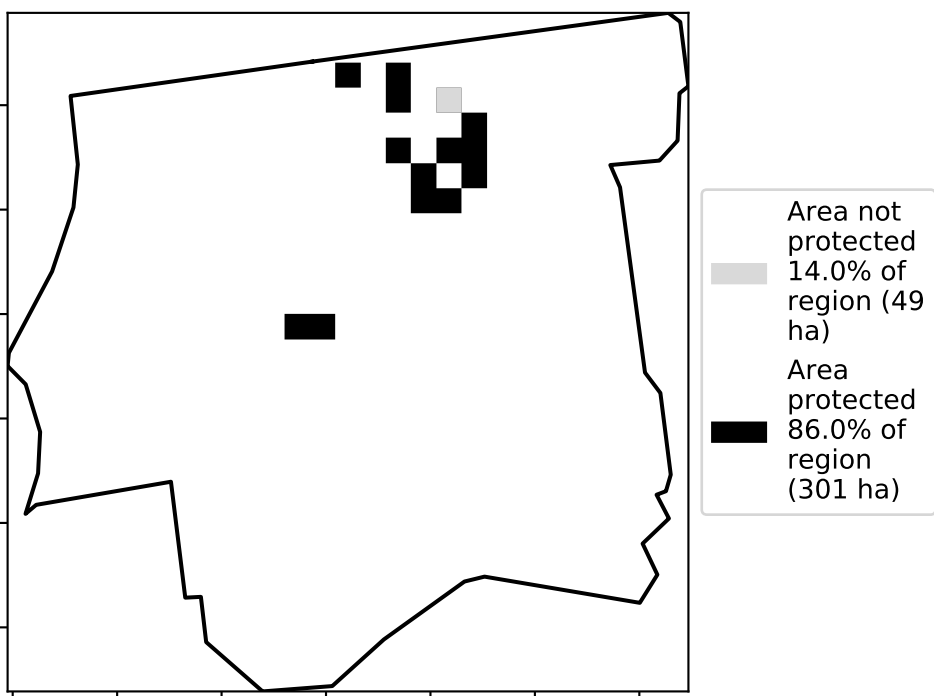 Area not
protected
14.0% of
region (49
ha)
Area
protected
86.0% of
region
(301 ha)